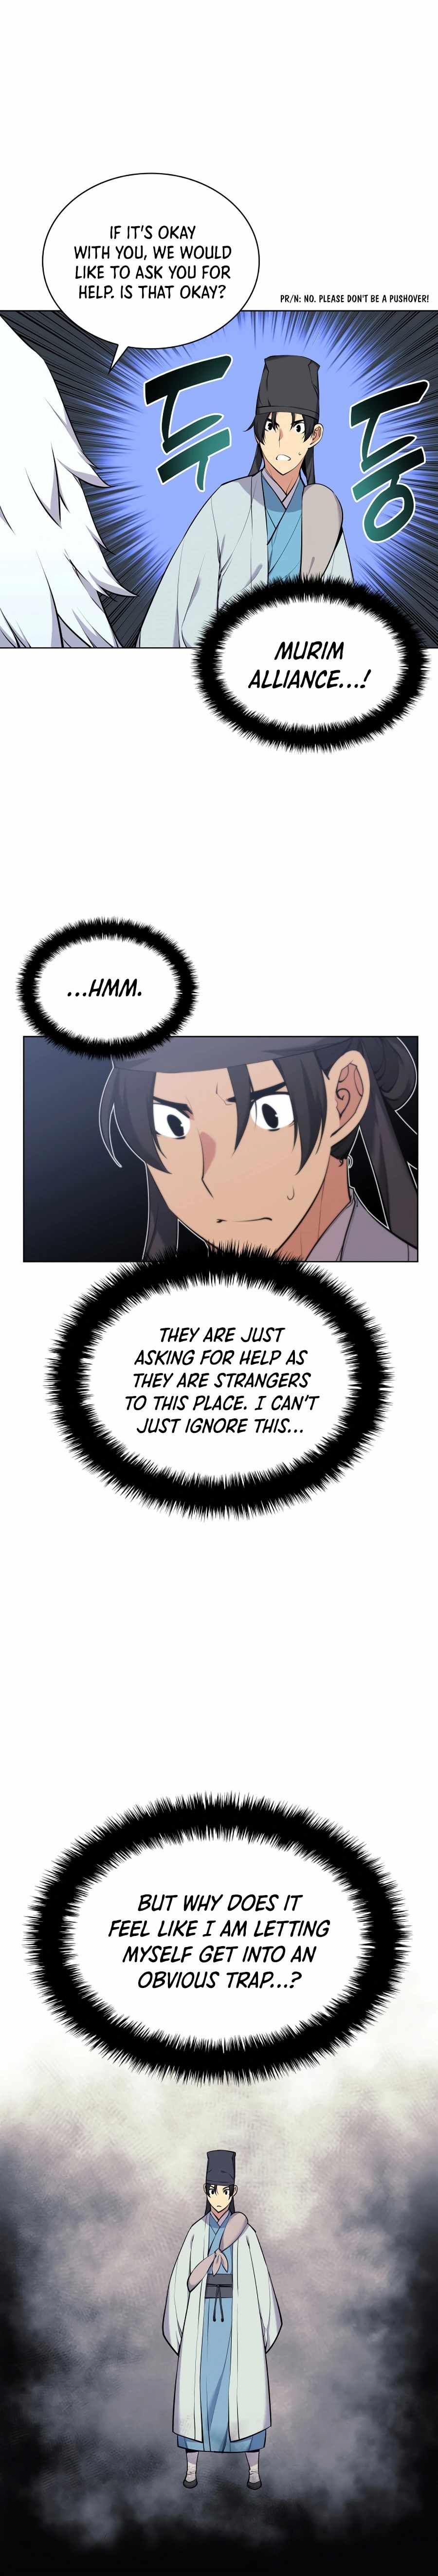 IF IT'S OKAY
WITH YOU, WE WOULD
LIKE TO ASK YOU FOR
HELP. IS THAT OKAY?
PR/N: NO. PLEASE DON'T BE A PUSHOVER!
두둥
MURIM
ALLIANCE...!
...HMM.
THEY ARE JUST
ASKING FOR HELP AS
THEY ARE STRANGERS
TO THIS PLACE. I CAN'T
JUST IGNORE THIS...
BUT WHY DOES IT
FEEL LIKE I AM LETTING
MYSELF GET INTO AN
OBVIOUS TRAP...?